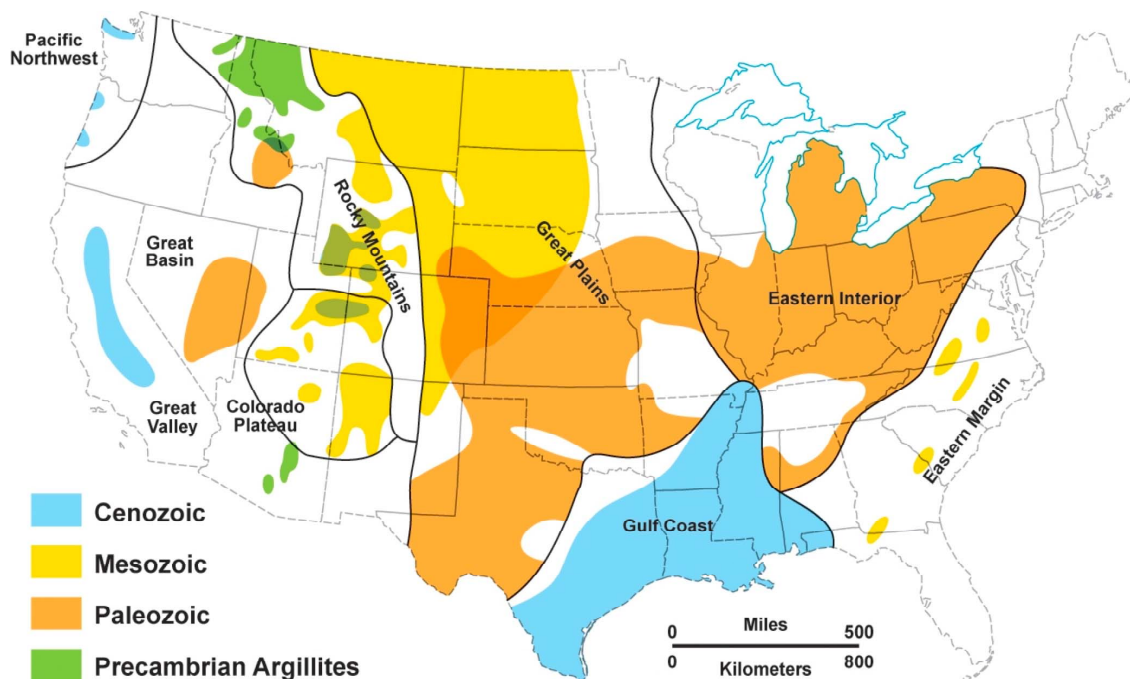 Pacific
Northwest
Rocky Mountains
Great
Basin
Great Plains
Eastern Interior
Great
Valley
Colorado
Plateau
Eastern Margin
Gulf Coast
Cenozoic
Mesozoic
Paleozoic
Precambrian Argillites
0 Miles 500
0 Kilometers 800